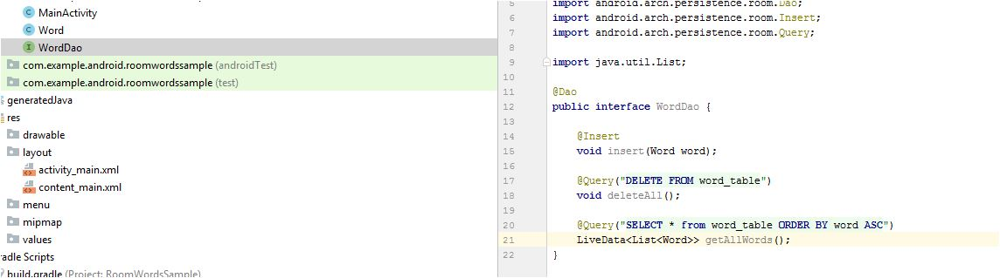 MainActivity
Word
WordDao
com.example.android.roomwordssample (androidTest)
com.example.android.roomwordssample (test)
generatedJava
res
drawable
layout
activity_main.xml
content_main.xml
menu
mipmap
values
radle Scripts
build.gradle (Project: RoomWordsSample)
5 import android.arch.persistence.room.Dao;
6 import android.arch.persistence.room.Insert;
7 import android.arch.persistence.room.Query;
8
9 import java.util.List;
10
11 @Dao
12 public interface WordDao {
13
14 @Insert
15 void insert(Word word);
16
17 @Query("DELETE FROM word_table")
18 void deleteAll();
19
20 @Query("SELECT * from word_table ORDER BY word ASC")
21 LiveData<List<Word>> getAllWords();
22 }